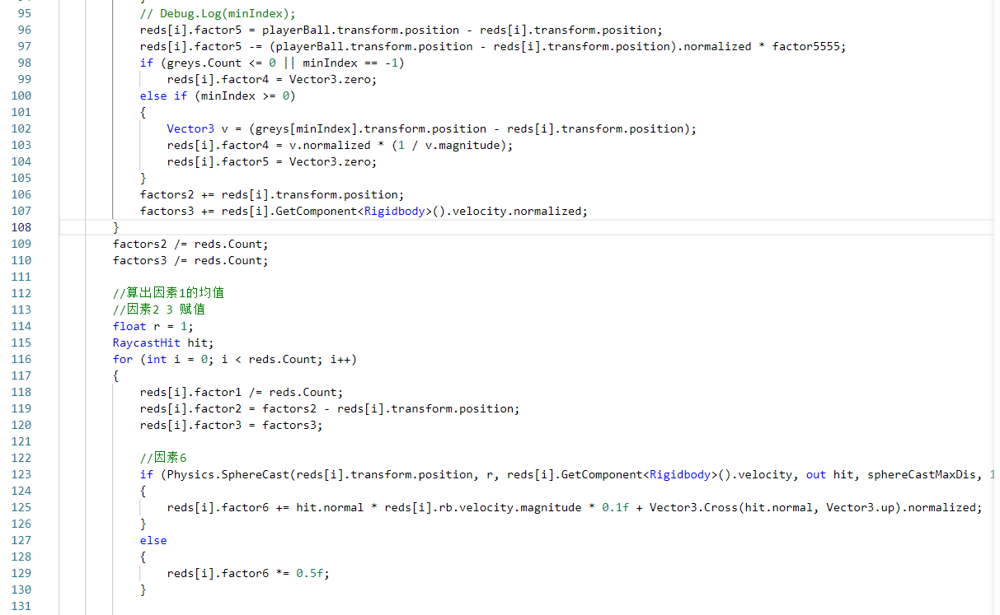 95 // Debug.Log(minIndex);
96 reds[i].factor5 = playerBall.transform.position - reds[i].transform.position;
97 reds[i].factor5 -= (playerBall.transform.position - reds[i].transform.position).normalized * factor5555;
98 if (greys.Count <= 0 || minIndex == -1)
99 reds[i].factor4 = Vector3.zero;
100 else if (minIndex >= 0)
101 {
102 Vector3 v = (greys[minIndex].transform.position - reds[i].transform.position);
103 reds[i].factor4 = v.normalized * (1 / v.magnitude);
104 reds[i].factor5 = Vector3.zero;
105 }
106 factors2 += reds[i].transform.position;
107 factors3 += reds[i].GetComponent<Rigidbody>().velocity.normalized;
108 }
109 factors2 /= reds.Count;
110 factors3 /= reds.Count;
111
112 //算出因素1的均值
113 //因素2 3 赋值
114 float r = 1;
115 RaycastHit hit;
116 for (int i = 0; i < reds.Count; i++)
117 {
118 reds[i].factor1 /= reds.Count;
119 reds[i].factor2 = factors2 - reds[i].transform.position;
120 reds[i].factor3 = factors3;
121
122 //因素6
123 if (Physics.SphereCast(reds[i].transform.position, r, reds[i].GetComponent<Rigidbody>().velocity, out hit, sphereCastMaxDis,
124 {
125 reds[i].factor6 += hit.normal * reds[i].rb.velocity.magnitude * 0.1f + Vector3.Cross(hit.normal, Vector3.up).normalized;
126 }
127 else
128 {
129 reds[i].factor6 *= 0.5f;
130 }
131